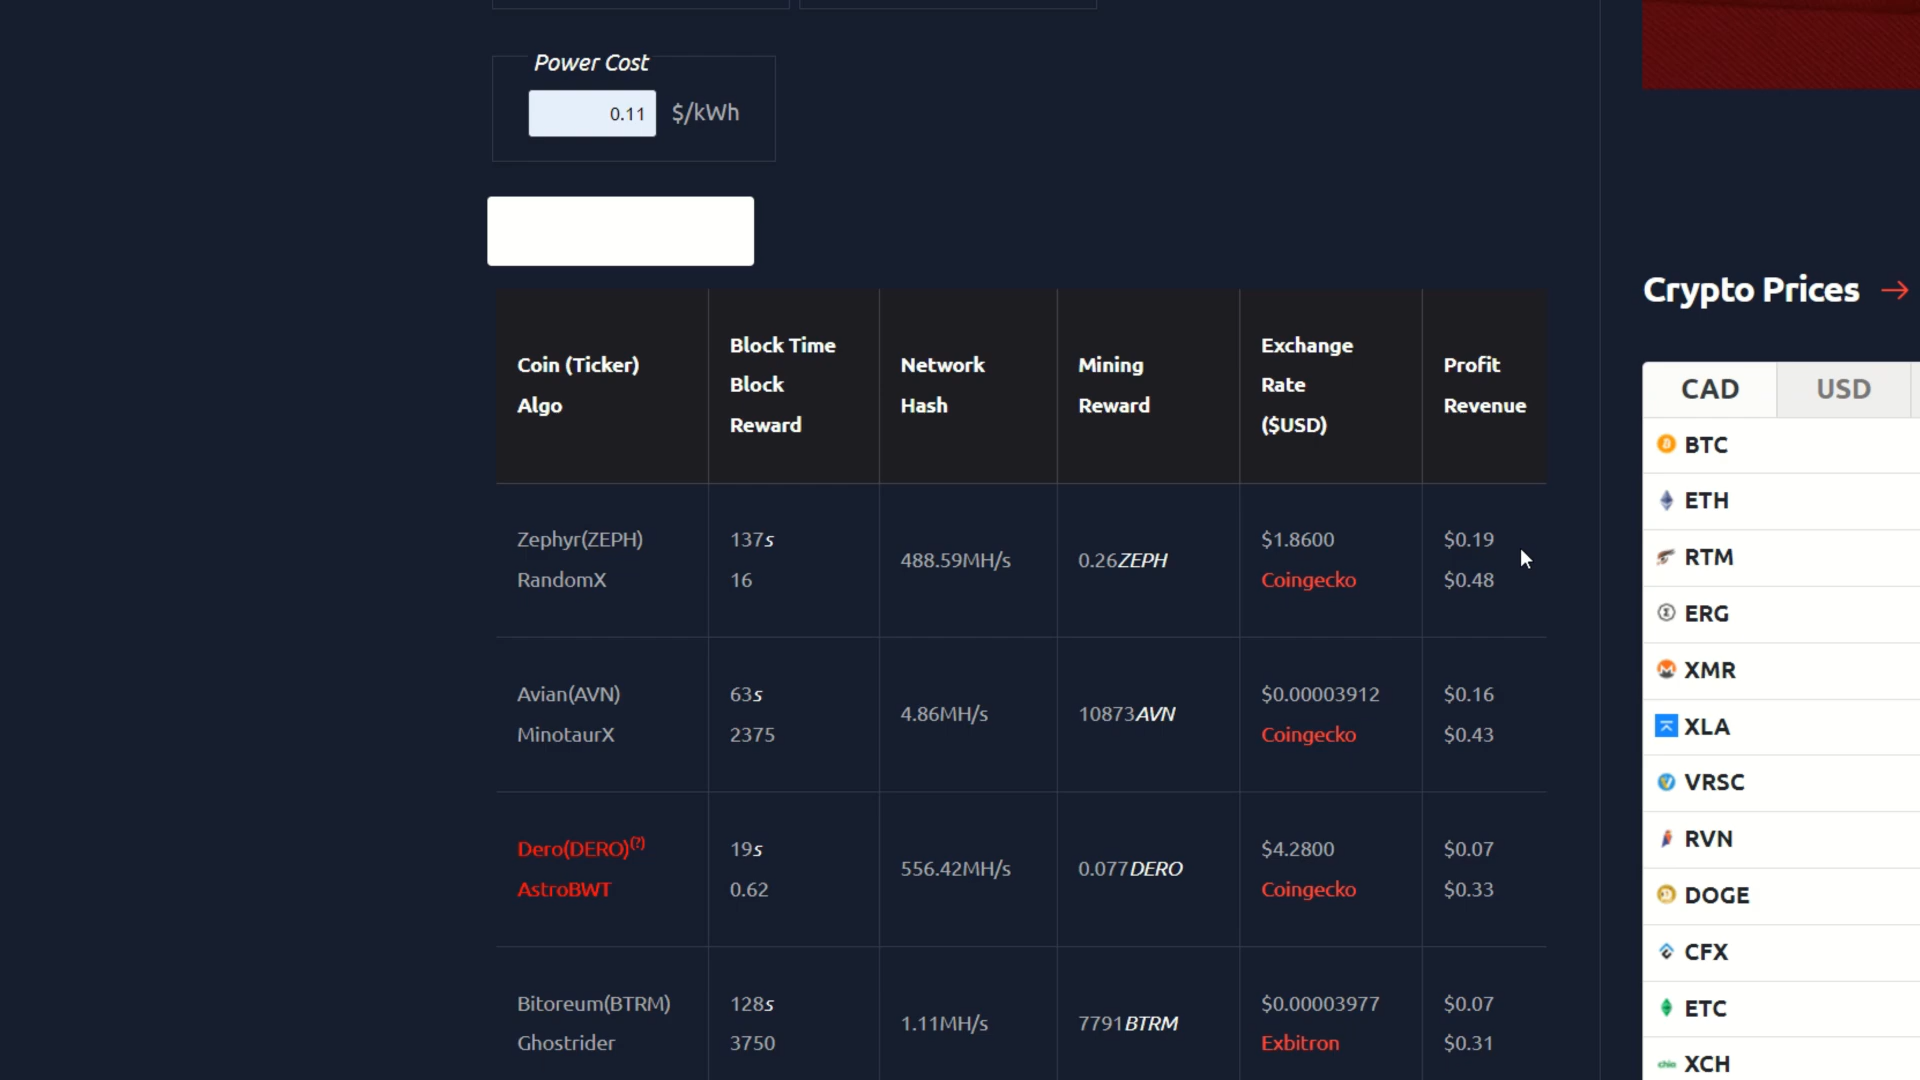 Power Cost
0.11 $/kWh
Coin (Ticker)
Algo
Block Time
Block
Reward
Network
Hash
Mining
Reward
Exchange
Rate
($USD)
Profit
Revenue
Zephyr(ZEPH)
RandomX
137s
16
488.59MH/s
0.26ZEPH
$1.8600
Coingecko
$0.19
$0.48
Avian(AVN)
MinotaurX
63s
2375
4.86MH/s
10873AVN
$0.00003912
Coingecko
$0.16
$0.43
Dero(DERO)(?)
AstroBWT
19s
0.62
556.42MH/s
0.077DERO
$4.2800
Coingecko
$0.07
$0.33
Bitoreum(BTRM)
Ghostrider
128s
3750
1.11MH/s
7791BTRM
$0.00003977
Exbitron
$0.07
$0.31
Crypto Prices →
CAD USD
BTC
ETH
RTM
ERG
XMR
XLA
VRSC
RVN
DOGE
CFX
ETC
XCH